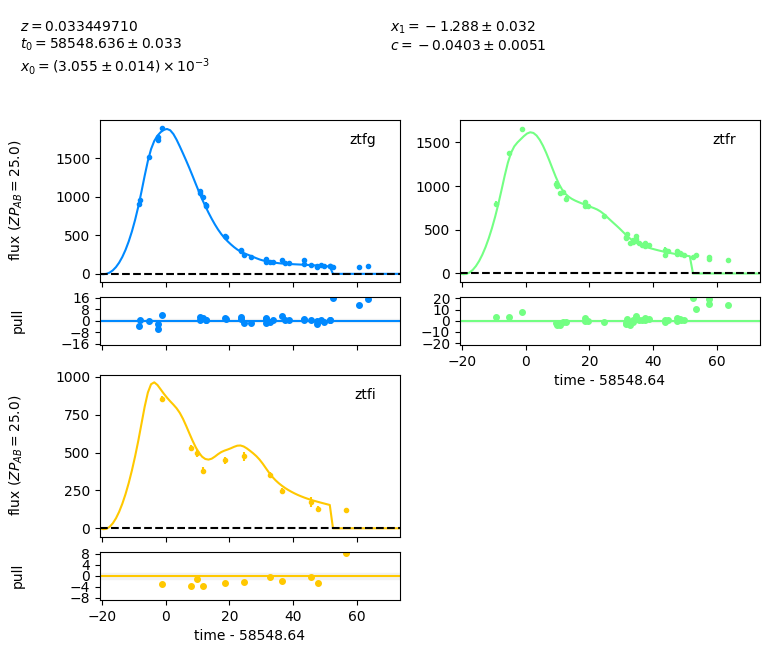 z = 0.033449710
t₀ = 58548.636 ± 0.033
x₀ = (3.055 ± 0.014) × 10⁻³
x₁ = −1.288 ± 0.032
c = −0.0403 ± 0.0051
flux (ZP_AB = 25.0)
1500
1000
500
0
ztfg
1500
1000
500
0
ztfr
pull
16
8
0
−8
−16
20
10
0
−10
−20
−20 0 20 40 60
time - 58548.64
flux (ZP_AB = 25.0)
1000
750
500
250
0
ztfi
pull
8
4
0
−4
−8
−20 0 20 40 60
time - 58548.64